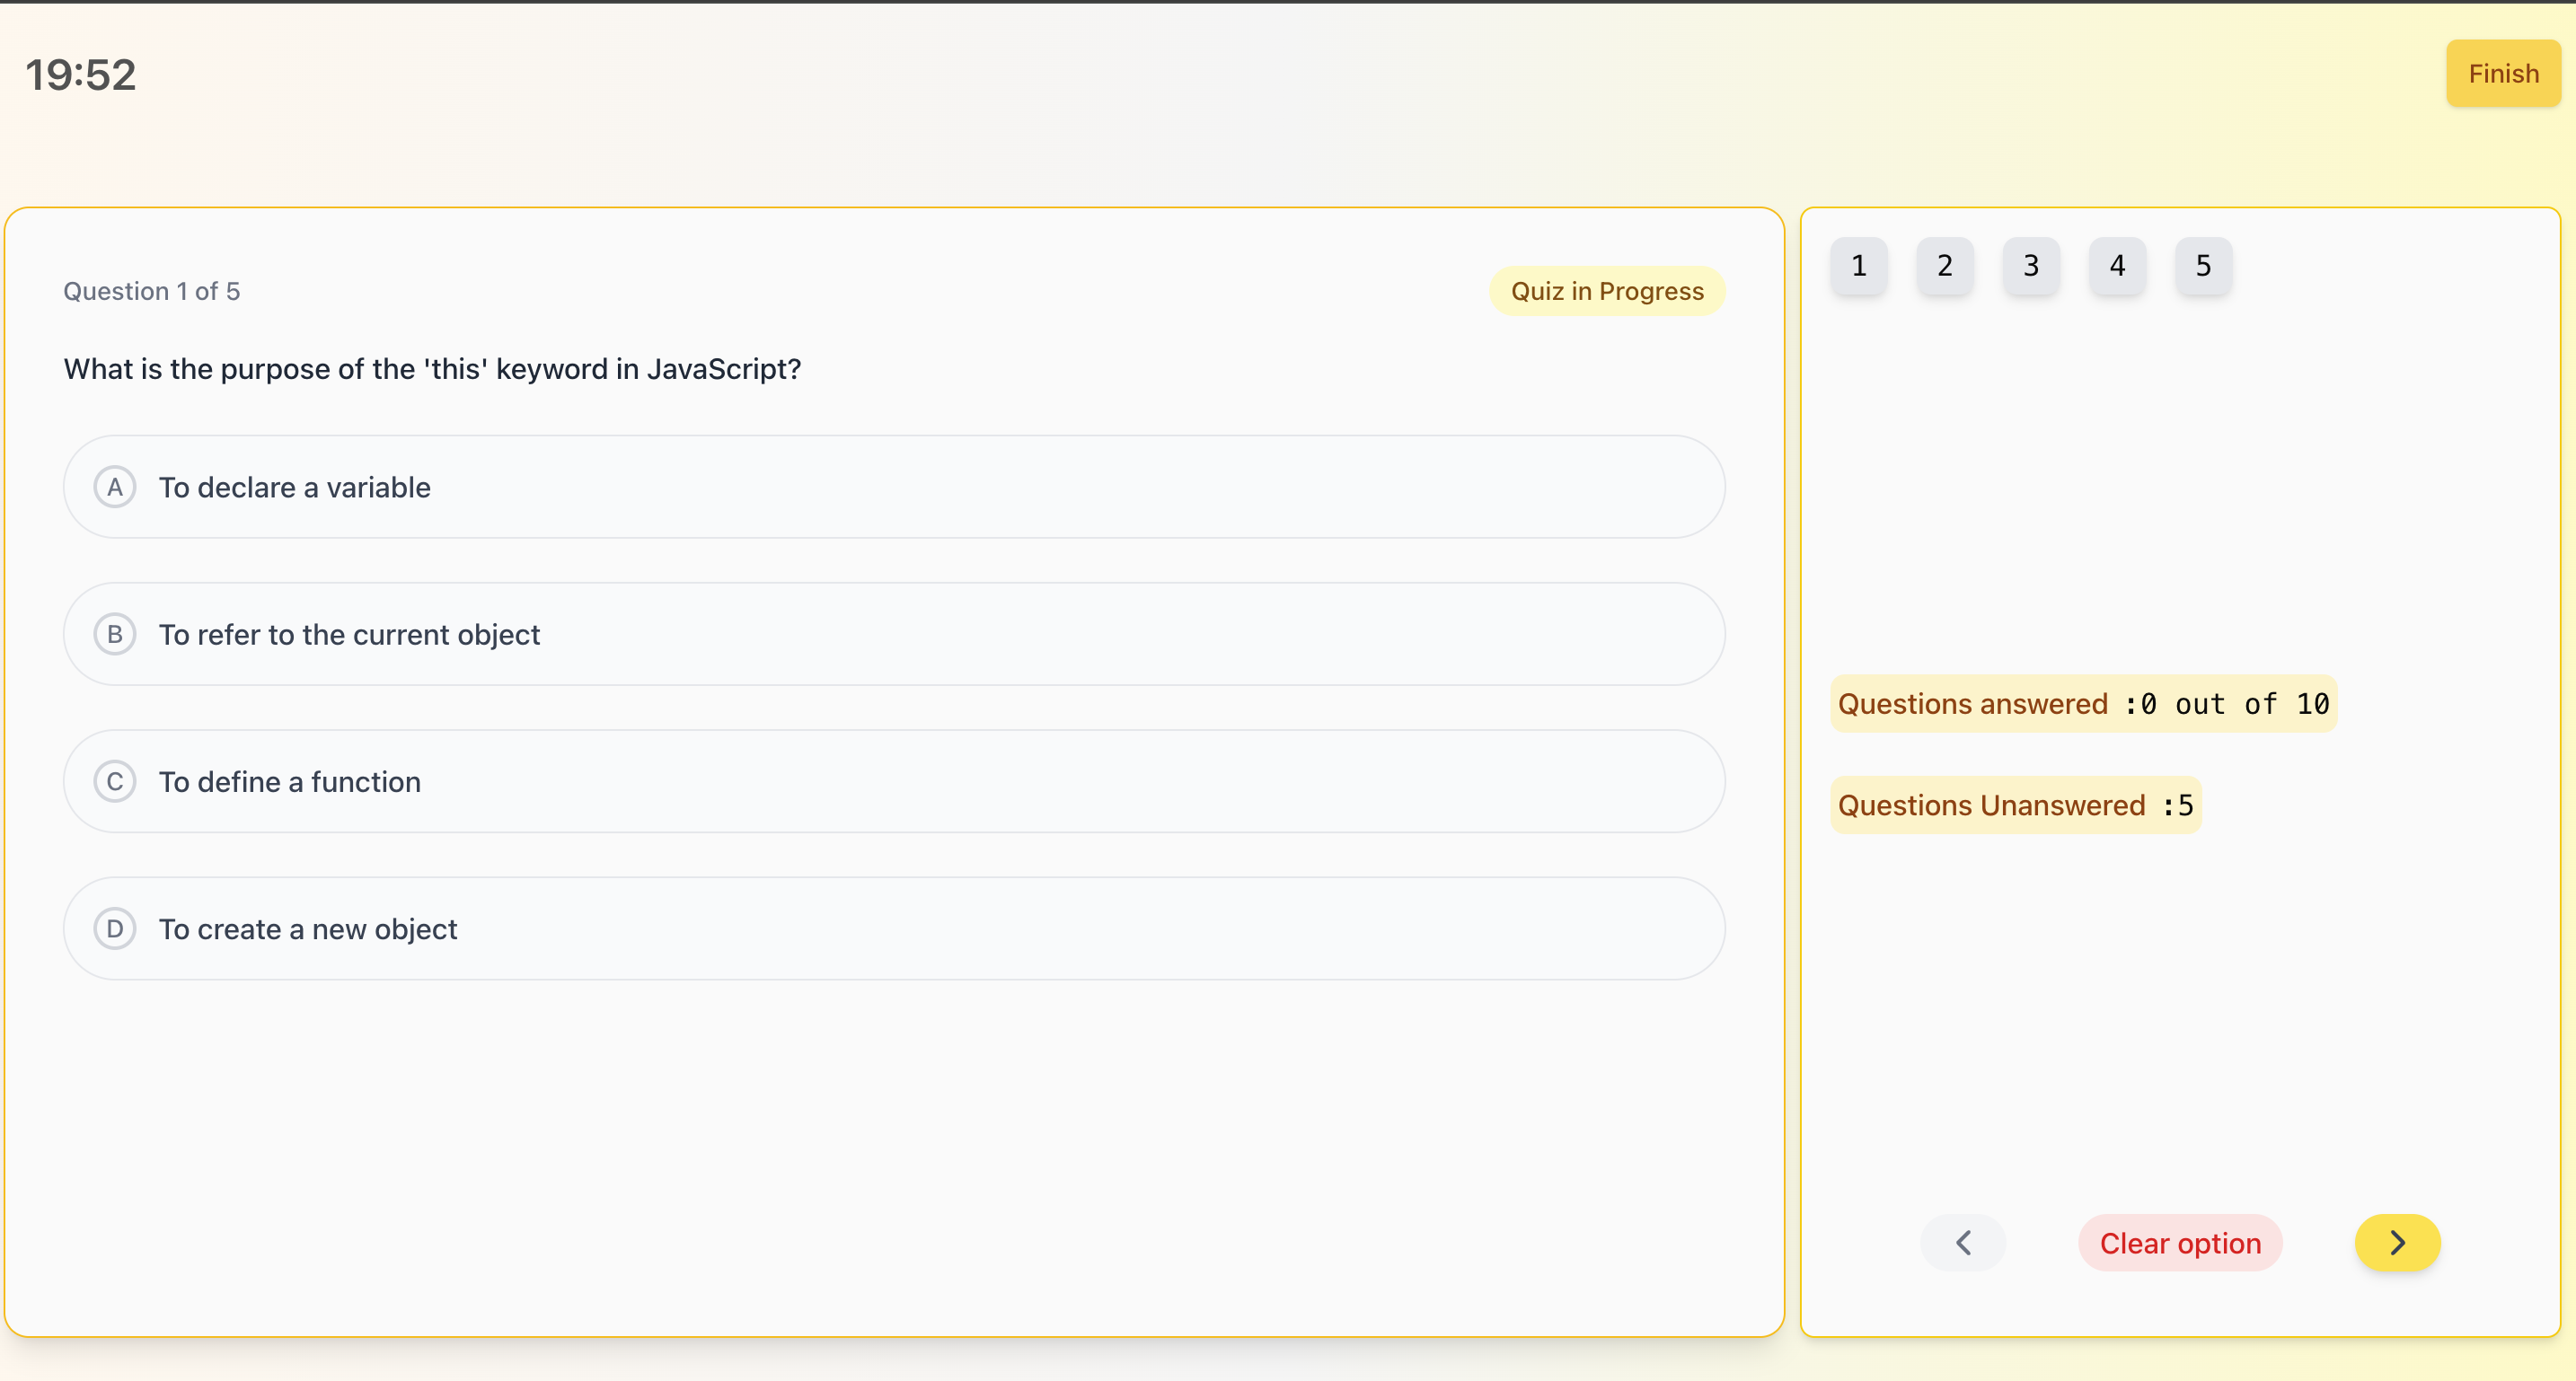 19:52
Finish
Question 1 of 5
Quiz in Progress
What is the purpose of the 'this' keyword in JavaScript?
A To declare a variable
B To refer to the current object
C To define a function
D To create a new object
1 2 3 4 5
Questions answered :0 out of 10
Questions Unanswered :5
Clear option